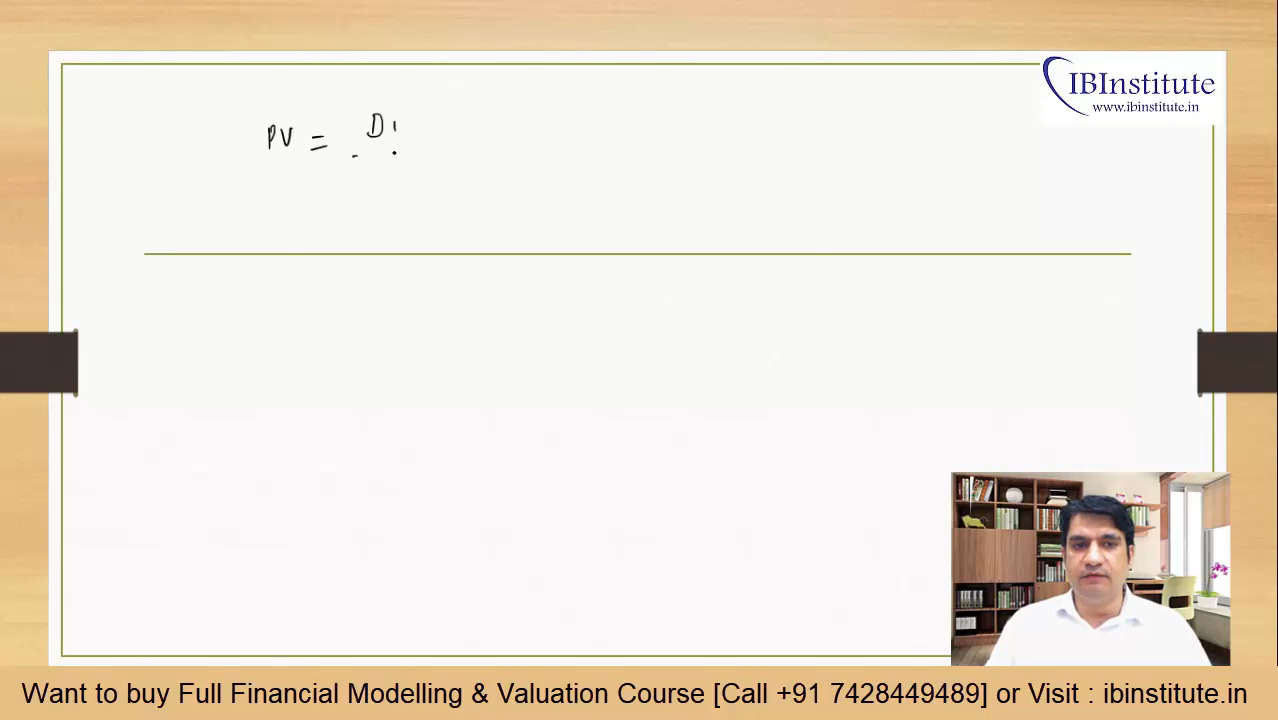 IBInstitute
www.ibinstitute.in
PV = D1
Want to buy Full Financial Modelling & Valuation Course [Call +91 7428449489] or Visit : ibinstitute.in